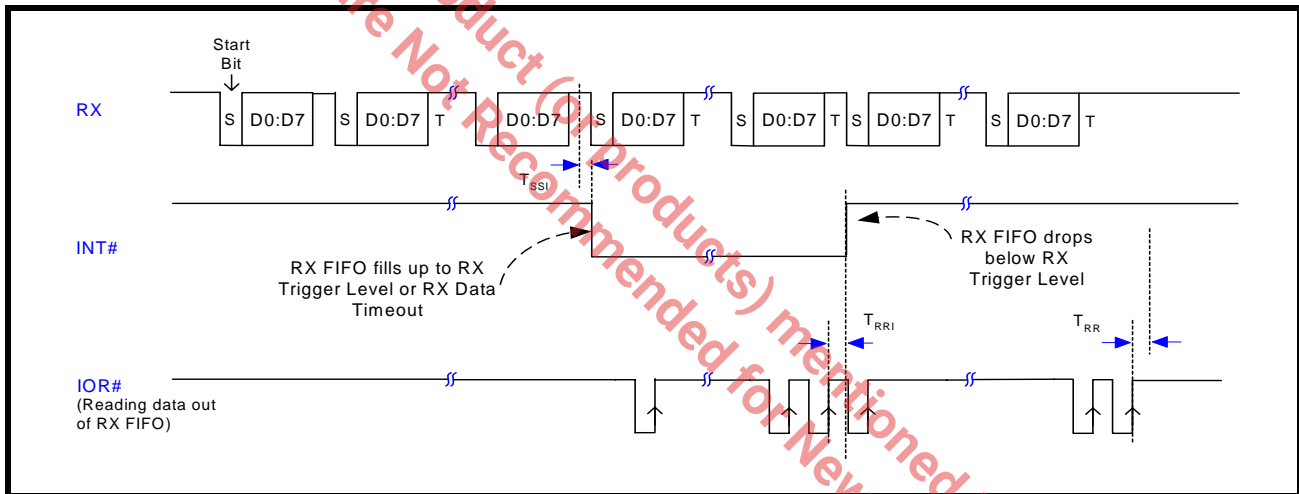 Start
Bit
RX
S D0:D7 S D0:D7 T D0:D7 S D0:D7 T S D0:D7 T S D0:D7 T S D0:D7 T
TSSI
INT#
RX FIFO fills up to RX
Trigger Level or RX Data
Timeout
RX FIFO drops
below RX
Trigger Level
TRRI
TRR
IOR#
(Reading data out
of RX FIFO)
product (or products) mentioned
re Not Recommended for New